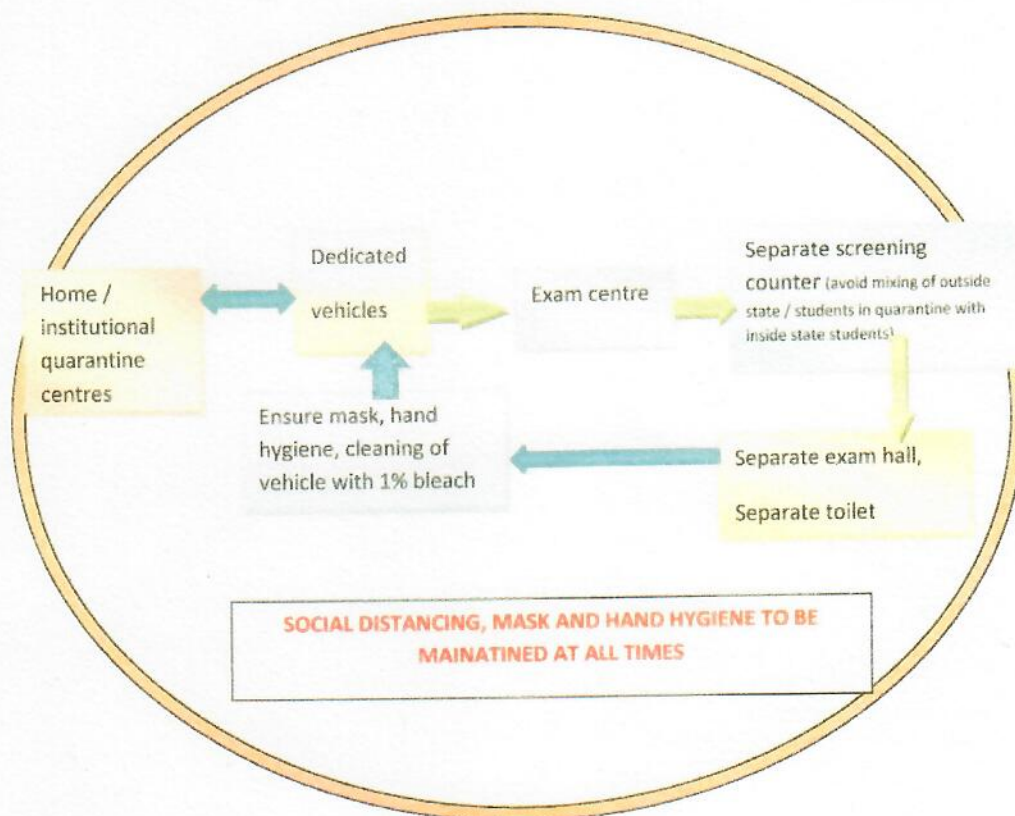 Home /
institutional
quarantine
centres
Dedicated
vehicles
Exam centre
Separate screening
counter (avoid mixing of outside
state / students in quarantine with
inside state students)
Separate exam hall,
Separate toilet
Ensure mask, hand
hygiene, cleaning of
vehicle with 1% bleach
SOCIAL DISTANCING, MASK AND HAND HYGIENE TO BE
MAINATINED AT ALL TIMES